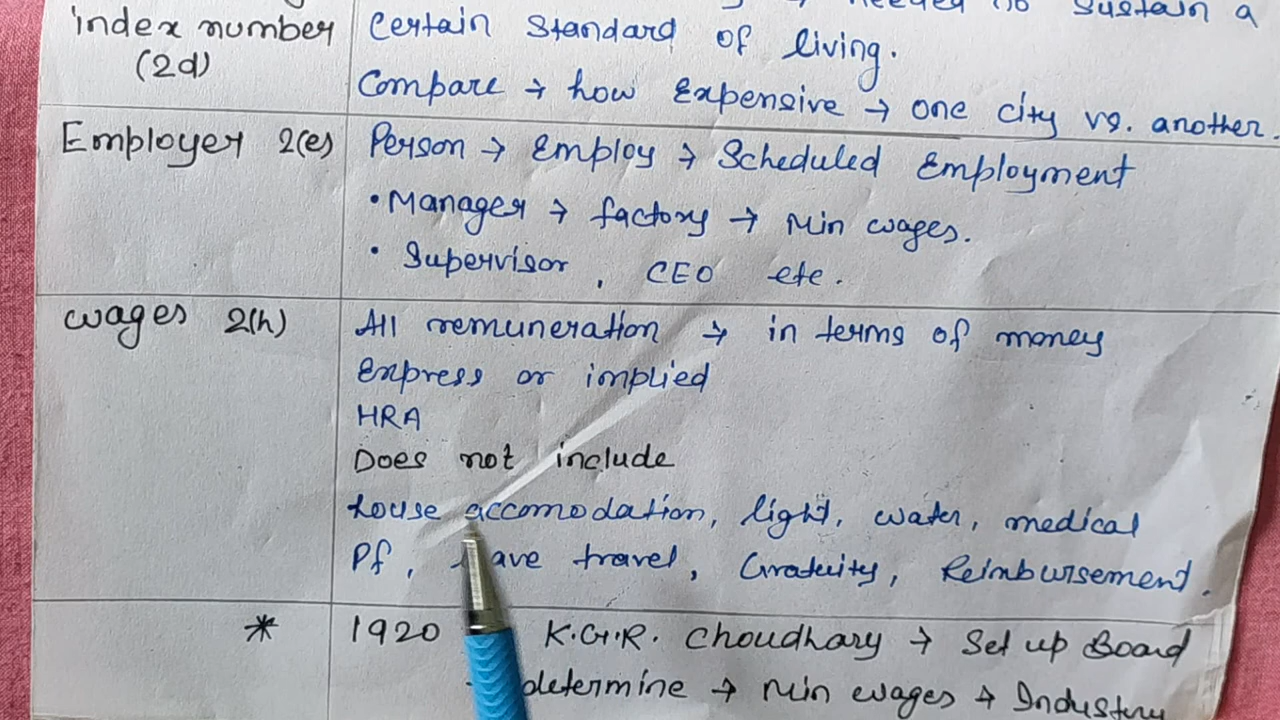 needed to sustain a
index number certain standard of living.
(2d)
Compare → how expensive → one city vs. another.
Employer 2(e) Person → Employ → Scheduled Employment
• Manager → factory → Min wages.
• Supervisor, CEO etc.
wages 2(h) All remuneration → in terms of money
Express or implied
HRA
Does not include
house accomodation, light, water, medical
Pf, travel, Gratuity, Reimbursement.
* 1920 K.G.R. Choudhary → Set up Board
determine → Min wages → Industry